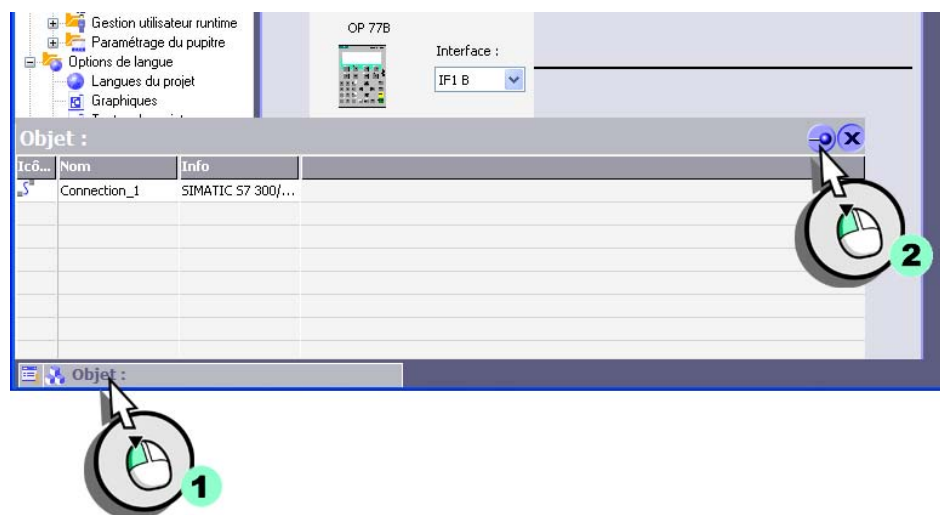 Gestion utilisateur runtime
Paramétrage du pupitre
Options de langue
Langues du projet
Graphiques
OP 77B
Interface :
IF1 B
Objet :
Icô... Nom Info
Connection_1 SIMATIC S7 300/...
Objet :
2
1